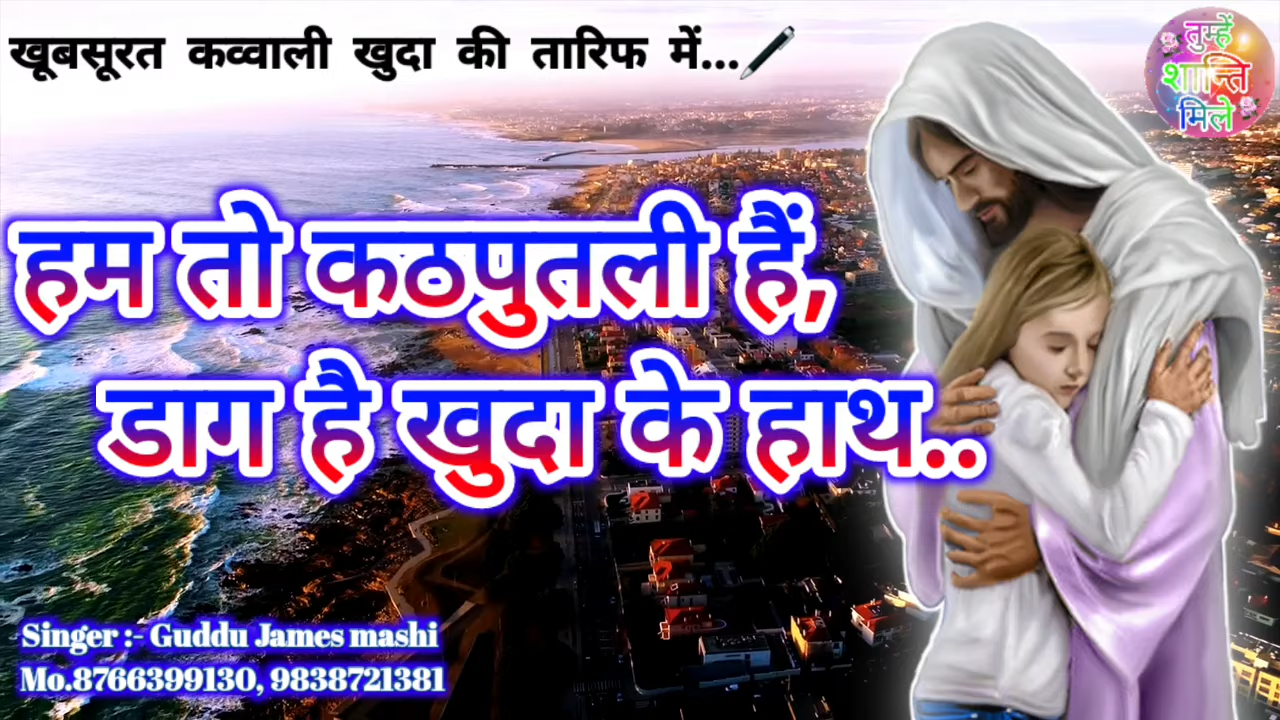 खूबसूरत कव्वाली खुदा की तारिफ में...
तुम्हें
शान्ति
मिले
हम तो कठपुतली हैं,
डाग है खुदा के हाथ..
Singer :- Guddu James mashi
Mo.8766399130, 9838721381